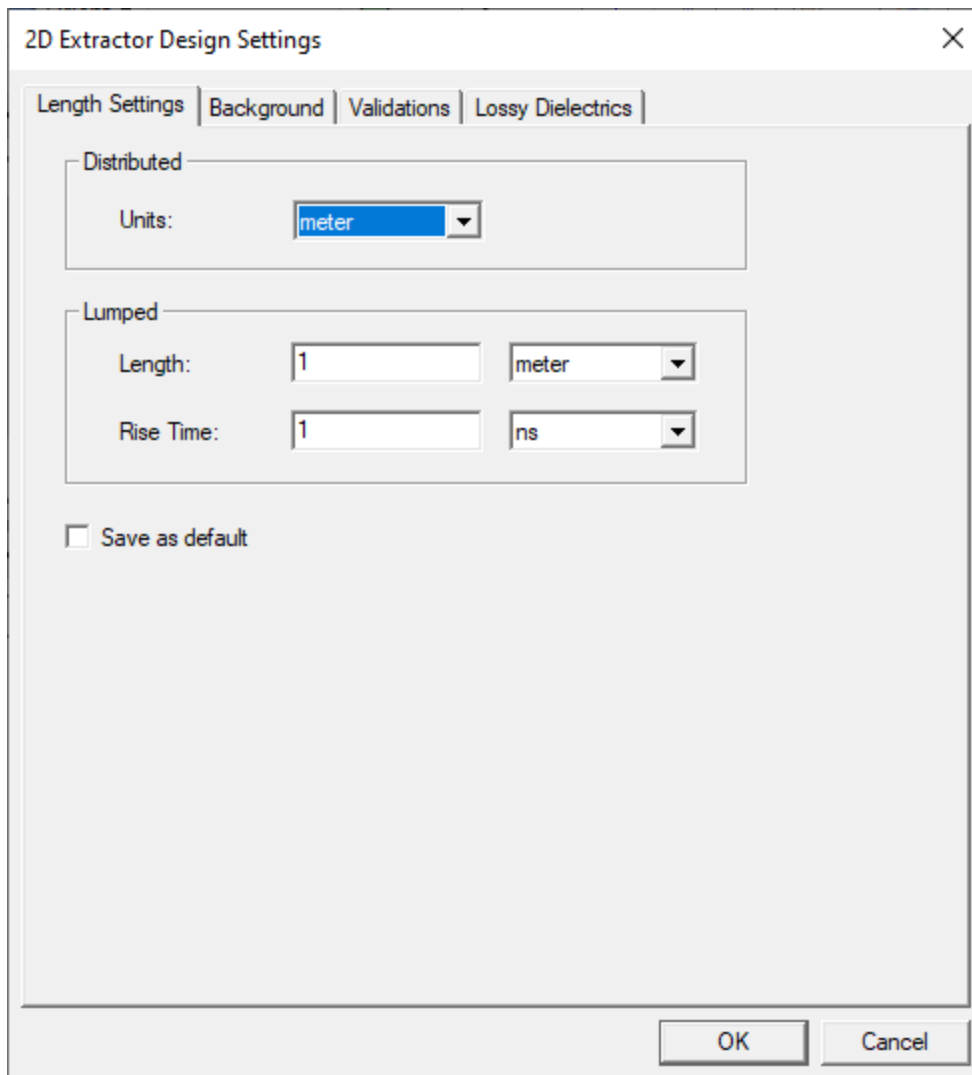 2D Extractor Design Settings
Length Settings Background Validations Lossy Dielectrics
Distributed
Units: meter
Lumped
Length: 1 meter
Rise Time: 1 ns
Save as default
OK Cancel